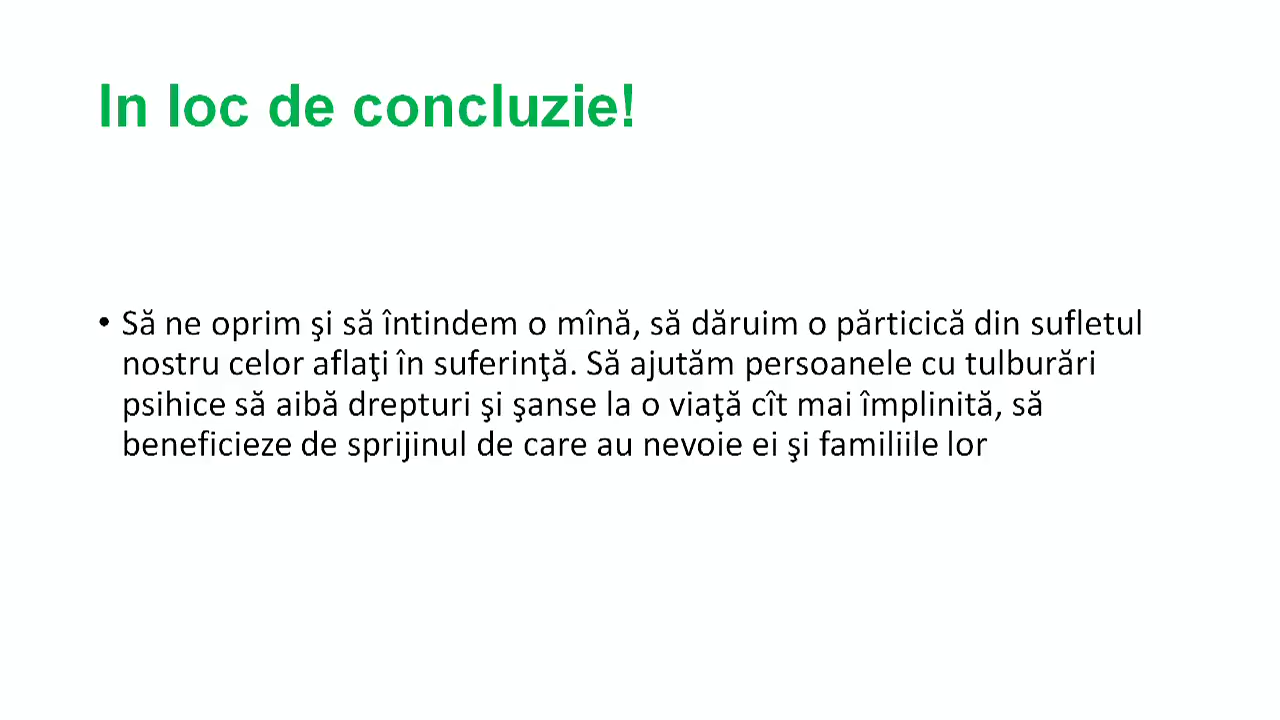 In loc de concluzie!
• Să ne oprim şi să întindem o mînă, să dăruim o părticică din sufletul
nostru celor aflaţi în suferinţă. Să ajutăm persoanele cu tulburări
psihice să aibă drepturi şi şanse la o viaţă cît mai împlinită, să
beneficieze de sprijinul de care au nevoie ei şi familiile lor